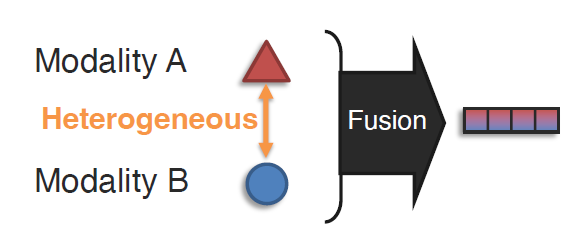 Modality A
Heterogeneous
Modality B
Fusion